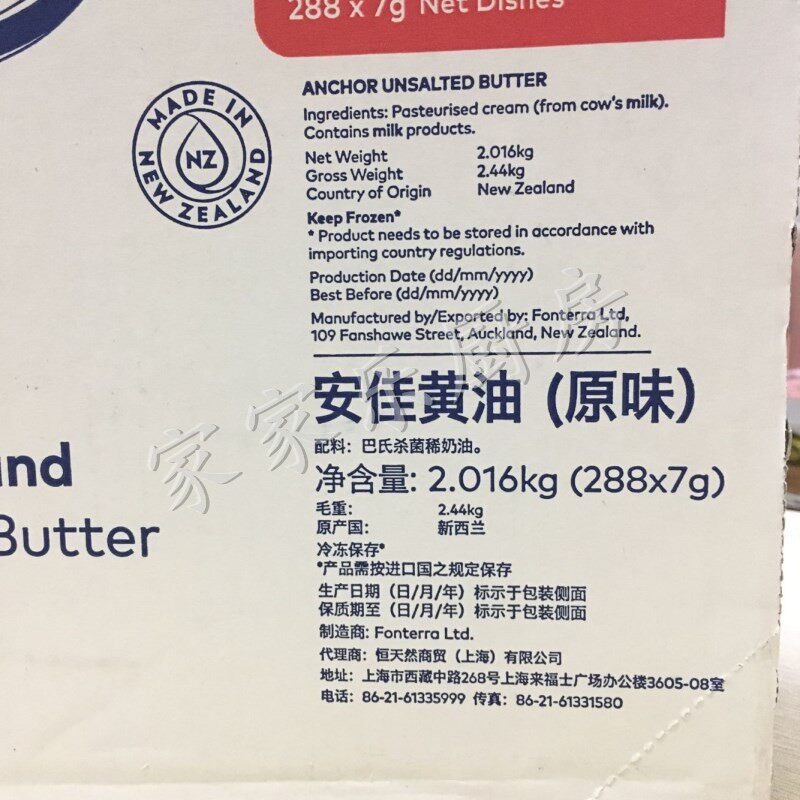 288 x 7g Net Dishes
MADE IN
NEW ZEALAND
NZ
ANCHOR UNSALTED BUTTER
Ingredients: Pasteurised cream (from cow's milk).
Contains milk products.
Net Weight 2.016kg
Gross Weight 2.44kg
Country of Origin New Zealand
Keep Frozen*
* Product needs to be stored in accordance with
importing country regulations.
Production Date (dd/mm/yyyy)
Best Before (dd/mm/yyyy)
Manufactured by/Exported by: Fonterra Ltd,
109 Fanshawe Street, Auckland, New Zealand.
安佳黄油 (原味)
配料: 巴氏杀菌稀奶油。
净含量: 2.016kg (288x7g)
毛重: 2.44kg
原产国: 新西兰
冷冻保存*
*产品需按进口国之规定保存
生产日期 (日/月/年) 标示于包装侧面
保质期至 (日/月/年) 标示于包装侧面
制造商: Fonterra Ltd.
代理商: 恒天然商贸 (上海) 有限公司
地址: 上海市西藏中路268号上海来福士广场办公楼3605-08室
电话: 86-21-61335999 传真: 86-21-61331580
Butter
家家乐厨房